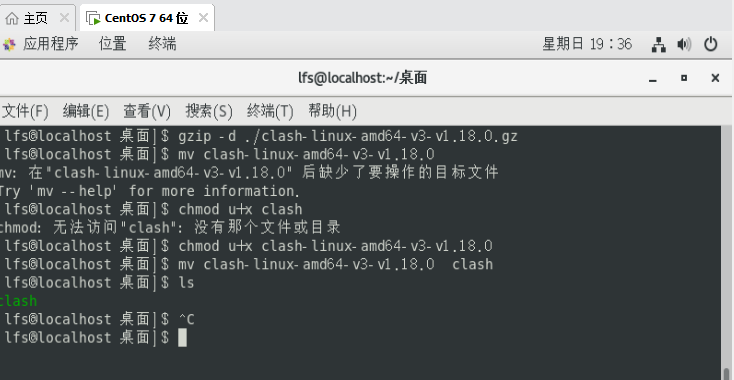 主页
CentOS 7 64 位
应用程序 位置 终端 星期日 19：36
lfs@localhost:~/桌面
文件(F) 编辑(E) 查看(V) 搜索(S) 终端(T) 帮助(H)
lfs@localhost 桌面]$ gzip -d ./clash-linux-amd64-v3-v1.18.0.gz
lfs@localhost 桌面]$ mv clash-linux-amd64-v3-v1.18.0
mv: 在"clash-linux-amd64-v3-v1.18.0" 后缺少了要操作的目标文件
Try 'mv --help' for more information.
lfs@localhost 桌面]$ chmod u+x clash
chmod: 无法访问"clash": 没有那个文件或目录
lfs@localhost 桌面]$ chmod u+x clash-linux-amd64-v3-v1.18.0
lfs@localhost 桌面]$ mv clash-linux-amd64-v3-v1.18.0  clash
lfs@localhost 桌面]$ ls
clash
lfs@localhost 桌面]$ ^C
lfs@localhost 桌面]$